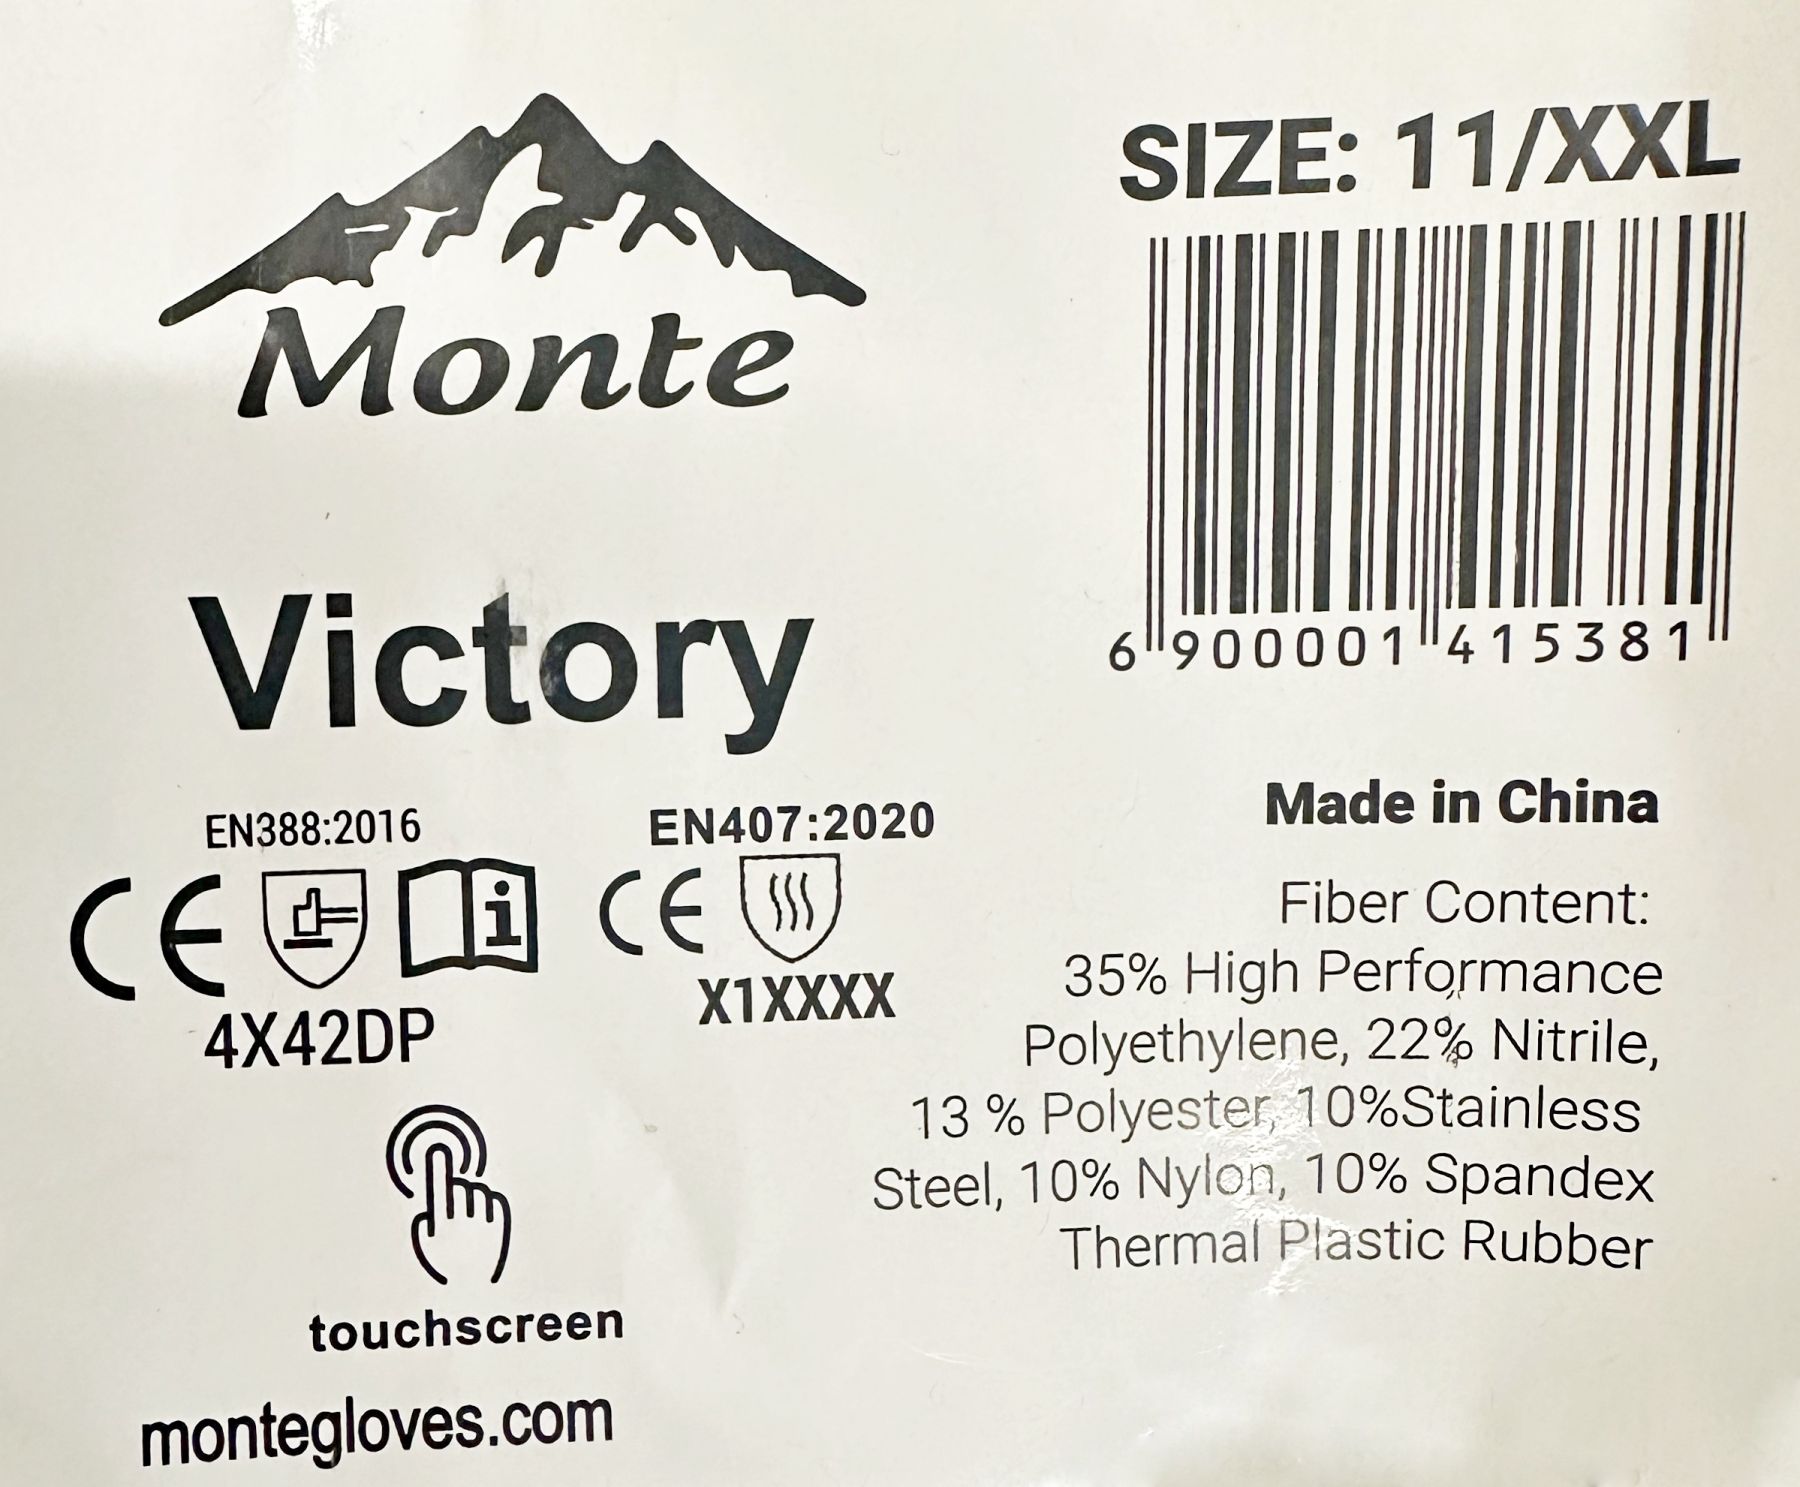 Monte
Victory
EN388:2016
CE
4X42DP
EN407:2020
CE
X1XXXX
touchscreen
montegloves.com
SIZE: 11/XXL
6 900001 415381
Made in China
Fiber Content:
35% High Performance
Polyethylene, 22% Nitrile,
13 % Polyester, 10%Stainless
Steel, 10% Nylon, 10% Spandex
Thermal Plastic Rubber